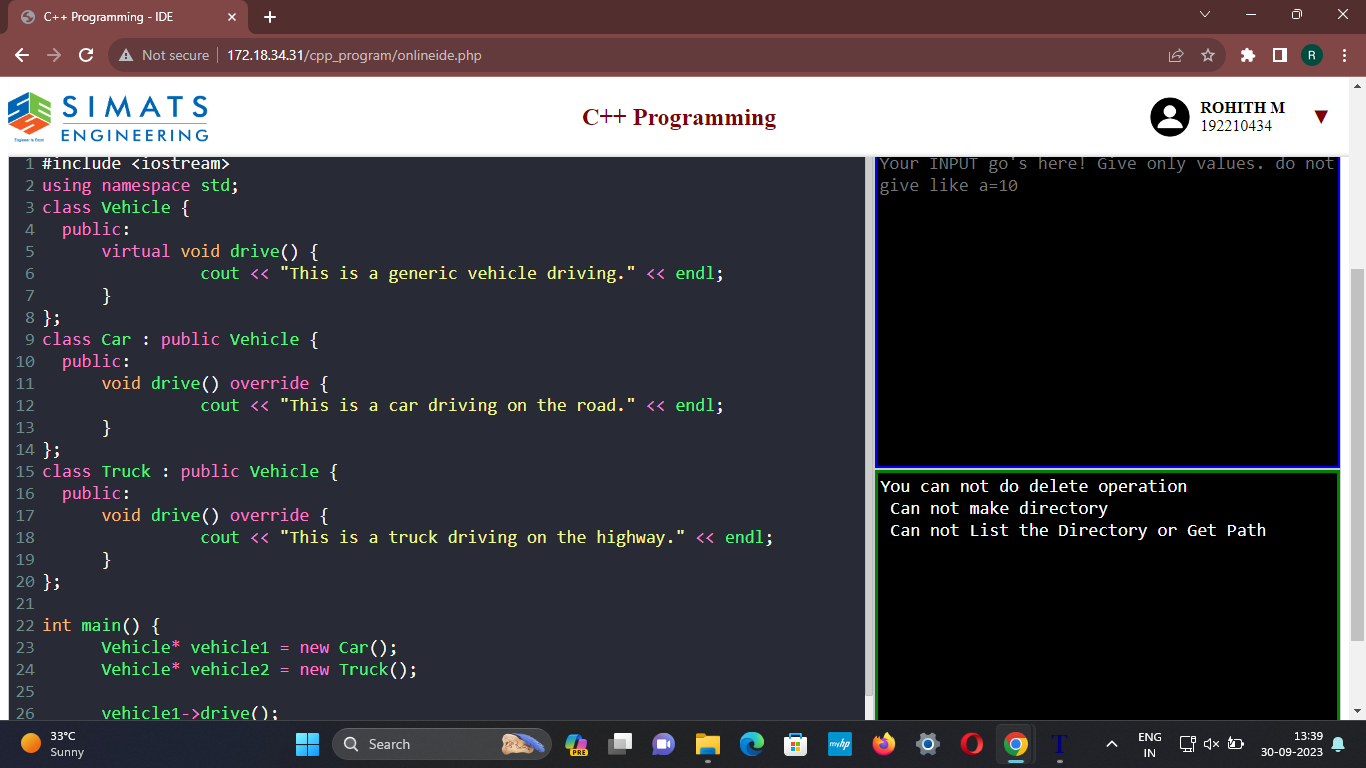 C++ Programming - IDE
Not secure 172.18.34.31/cpp_program/onlineide.php
R
SIMATS
ENGINEERING
Engineer to Excel
C++ Programming
ROHITH M
192210434
1 #include <iostream>
2 using namespace std;
3 class Vehicle {
4 public:
5 virtual void drive() {
6 cout << "This is a generic vehicle driving." << endl;
7 }
8 };
9 class Car : public Vehicle {
10 public:
11 void drive() override {
12 cout << "This is a car driving on the road." << endl;
13 }
14 };
15 class Truck : public Vehicle {
16 public:
17 void drive() override {
18 cout << "This is a truck driving on the highway." << endl;
19 }
20 };
21
22 int main() {
23 Vehicle* vehicle1 = new Car();
24 Vehicle* vehicle2 = new Truck();
25
26 vehicle1->drive();
Your INPUT go's here! Give only values. do not
give like a=10
You can not do delete operation
Can not make directory
Can not List the Directory or Get Path
33°C
Sunny
Search
PRE
myhp
T
ENG
IN
13:39
30-09-2023